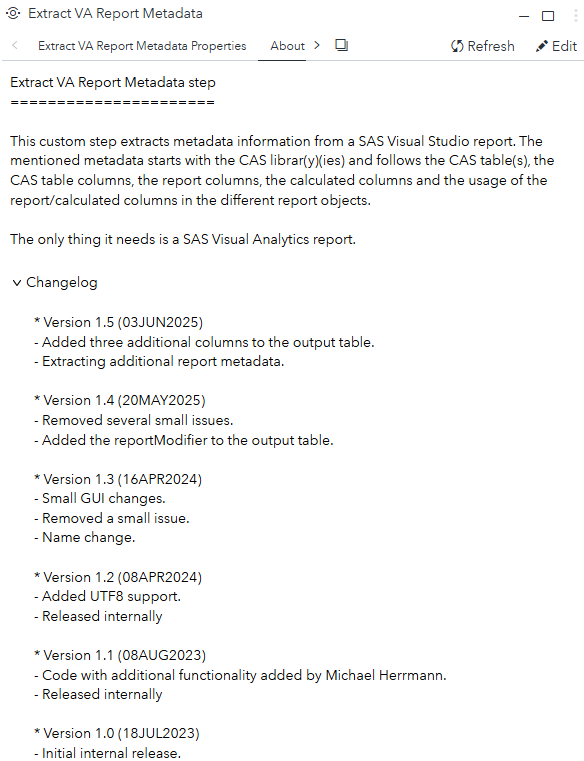 Extract VA Report Metadata
Extract VA Report Metadata Properties About Refresh Edit
Extract VA Report Metadata step
======================
This custom step extracts metadata information from a SAS Visual Studio report. The
mentioned metadata starts with the CAS librar(y)(ies) and follows the CAS table(s), the
CAS table columns, the report columns, the calculated columns and the usage of the
report/calculated columns in the different report objects.
The only thing it needs is a SAS Visual Analytics report.
Changelog
* Version 1.5 (03JUN2025)
- Added three additional columns to the output table.
- Extracting additional report metadata.
* Version 1.4 (20MAY2025)
- Removed several small issues.
- Added the reportModifier to the output table.
* Version 1.3 (16APR2024)
- Small GUI changes.
- Removed a small issue.
- Name change.
* Version 1.2 (08APR2024)
- Added UTF8 support.
- Released internally
* Version 1.1 (08AUG2023)
- Code with additional functionality added by Michael Herrmann.
- Released internally
* Version 1.0 (18JUL2023)
- Initial internal release.